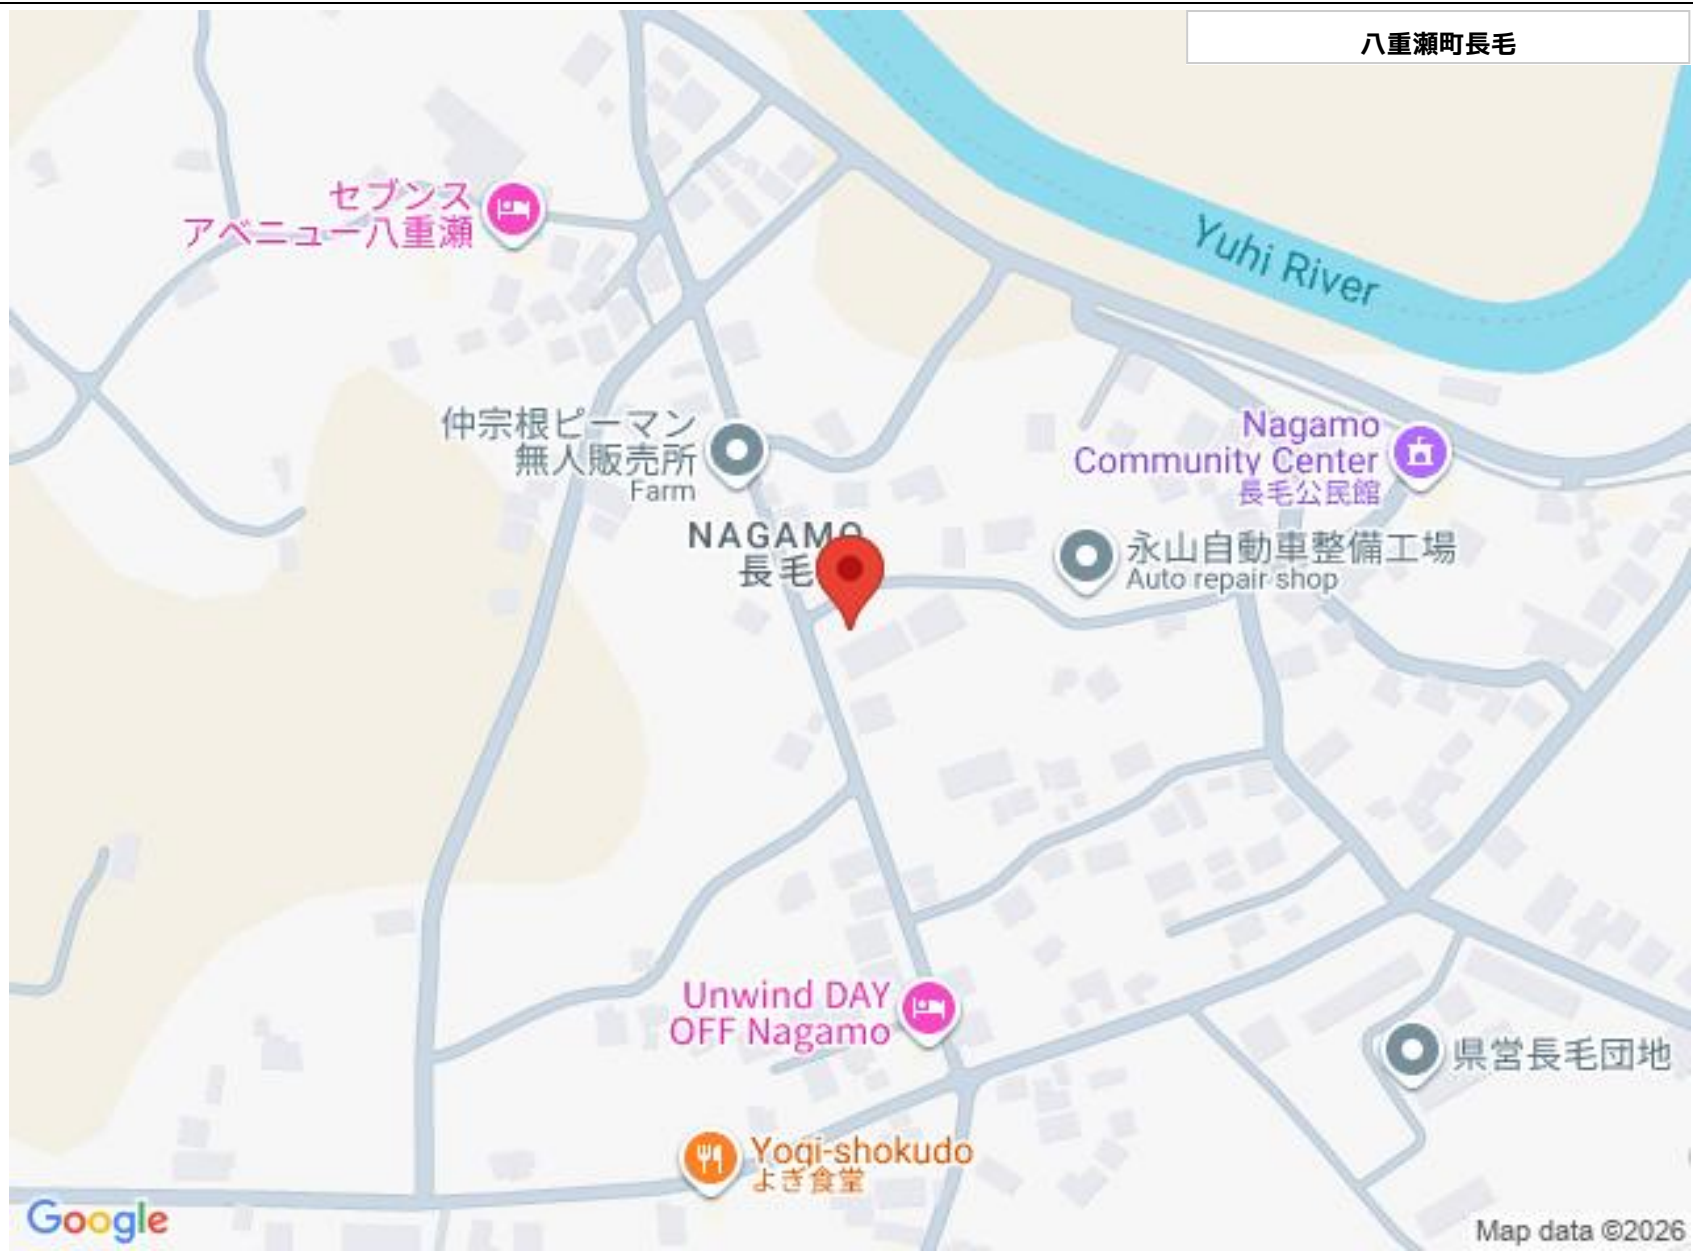 八重瀬町長毛
セブンス
アベニュー八重瀬
Yuhi River
仲宗根ピーマン
無人販売所
Farm
Nagamo
Community Center
長毛公民館
NAGAMO
長毛
永山自動車整備工場
Auto repair shop
Unwind DAY
OFF Nagamo
県営長毛団地
Yogi-shokudo
よぎ食堂
Google
Map data ©2026